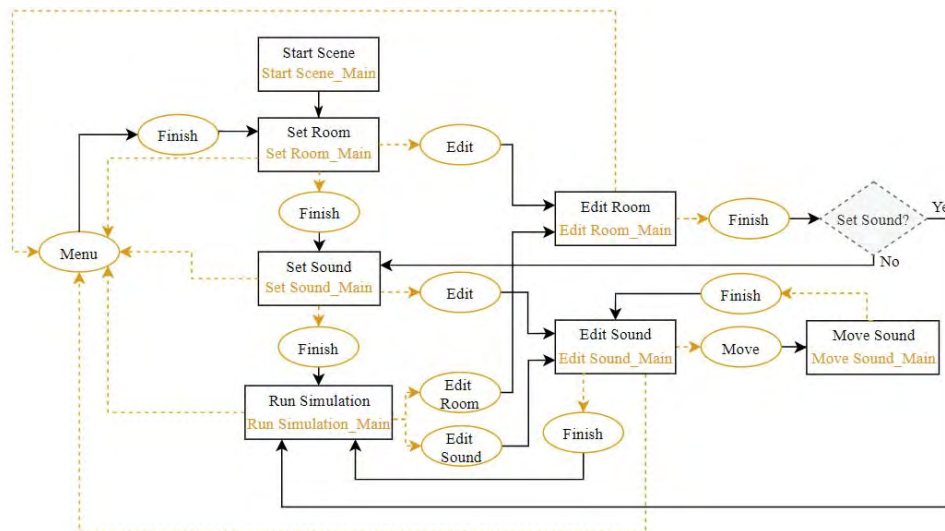 Start Scene
Start Scene_Main
Finish
Set Room
Set Room_Main
Edit
Finish
Edit Room
Edit Room_Main
Finish
Set Sound?
Ye
No
Menu
Set Sound
Set Sound_Main
Edit
Finish
Finish
Edit Sound
Edit Sound_Main
Move
Move Sound
Move Sound_Main
Run Simulation
Run Simulation_Main
Edit
Room
Edit
Sound
Finish